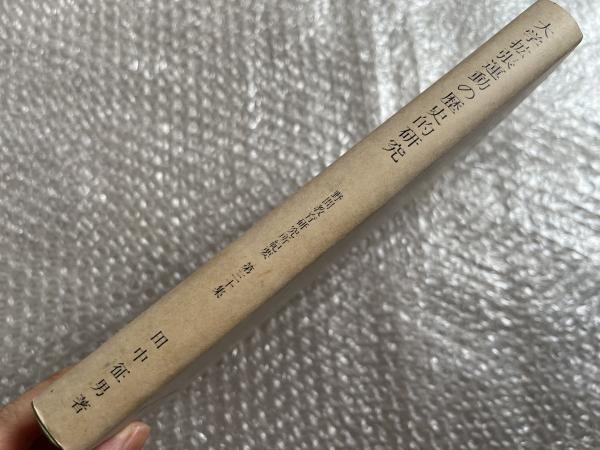 大学拡張運動の歴史的研究
野間教育研究所紀要 第三十集
田中征男著